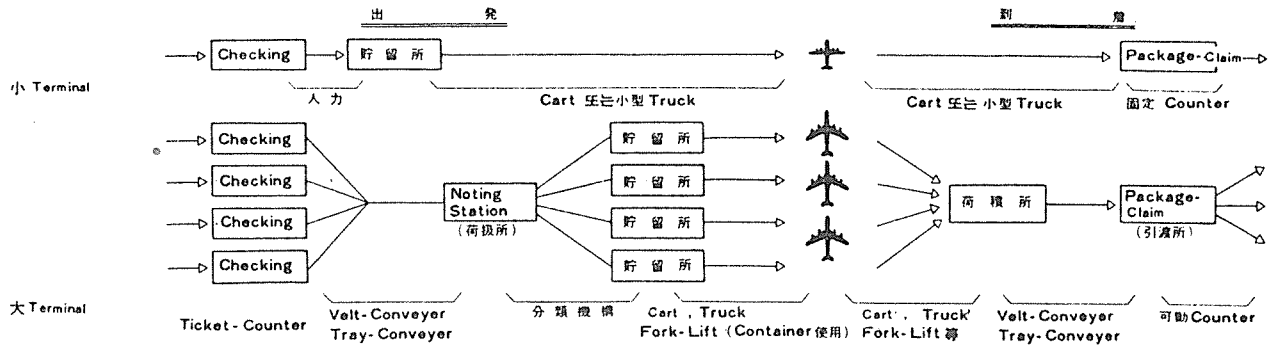 出 発
到 着
Checking
貯 留 所
Package-Claim
小 Terminal
人 力
Cart 또는 小型 Truck
Cart 또는 小型 Truck
固定 Counter
Checking
Checking
Checking
Checking
Noting
Station
(荷扱所)
貯 留 所
貯 留 所
貯 留 所
貯 留 所
荷 積 所
Package-
Claim
(引渡所)
大 Terminal
Ticket-Counter
Velt-Conveyer
Tray-Conveyer
分 類 機 構
Cart , Truck
Fork-Lift (Container 使用)
Cart , Truck
Fork-Lift 等
Velt-Conveyer
Tray-Conveyer
可動 Counter